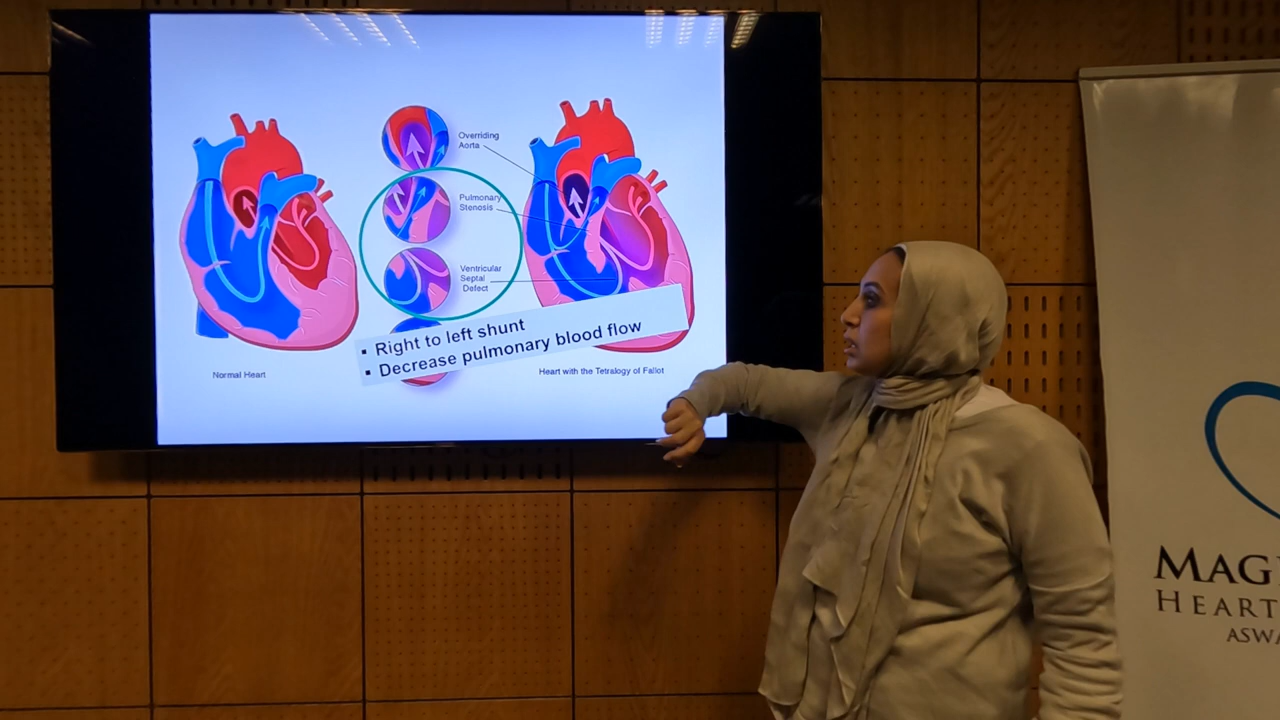 Overriding
Aorta
Pulmonary
Stenosis
Ventricular
Septal
Defect
▪ Right to left shunt
▪ Decrease pulmonary blood flow
Normal Heart
Heart with the Tetralogy of Fallot
MAG
HEART
ASWA